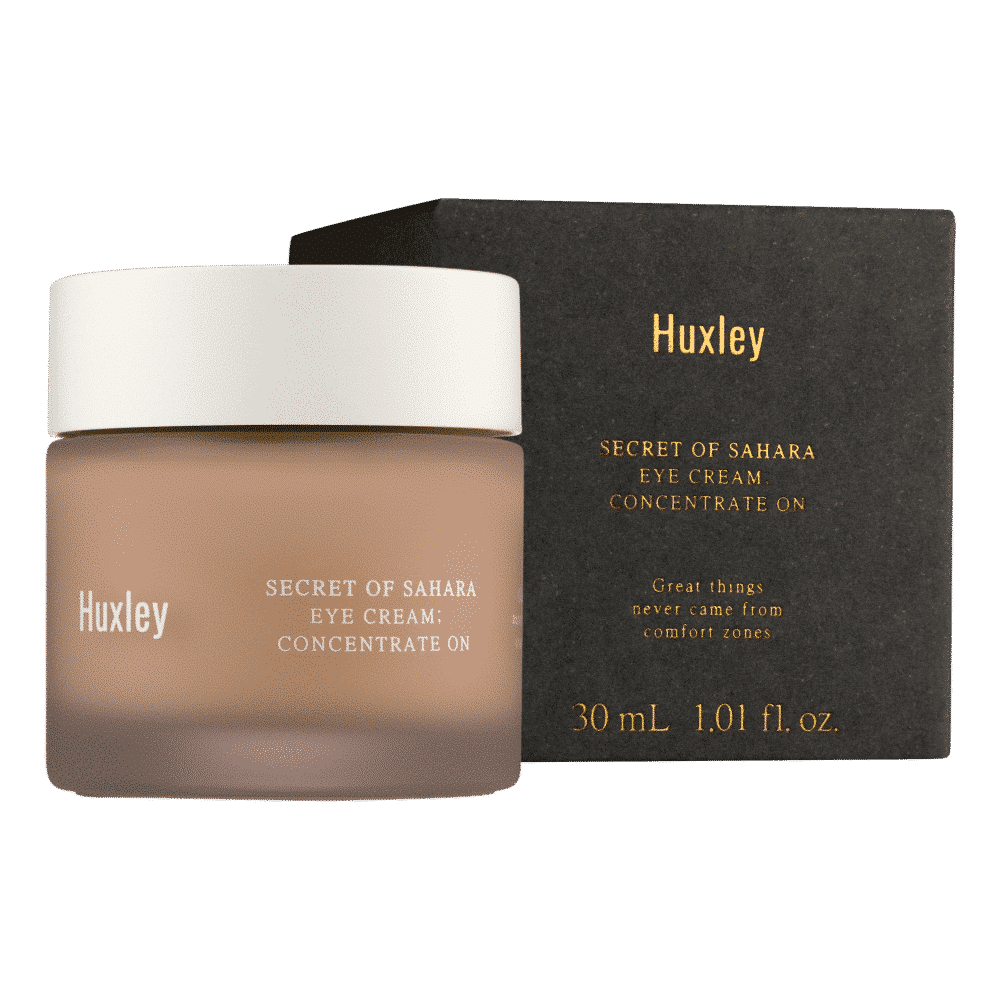 Huxley
SECRET OF SAHARA
EYE CREAM;
CONCENTRATE ON
Huxley
SECRET OF SAHARA
EYE CREAM:
CONCENTRATE ON
Great things
never came from
comfort zones
30 mL 1.01 fl. oz.